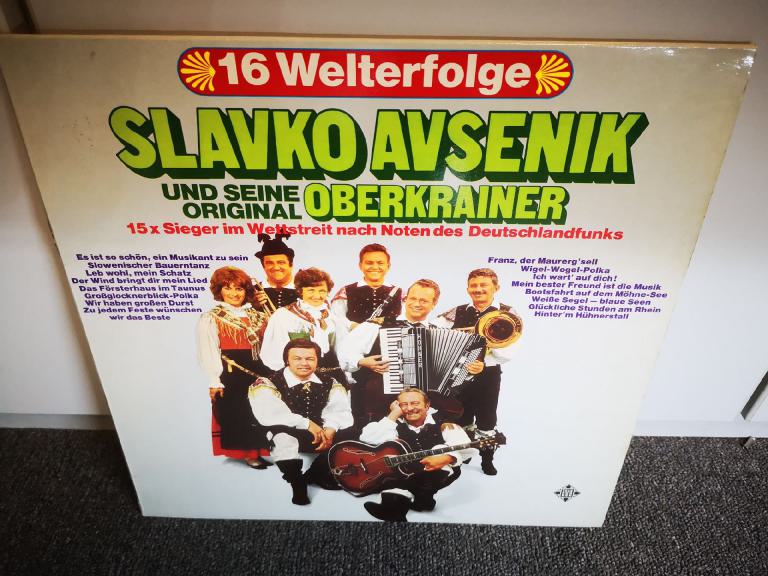 16 Welterfolge
SLAVKO AVSENIK
UND SEINE
ORIGINAL
OBERKRAINER
15x Sieger im Wettstreit nach Noten des Deutschlandfunks
Es ist so schön, ein Musikant zu sein
Slowenischer Bauerntanz
Leb wohl, mein Schatz
Der Wind bringt dir mein Lied
Das Försterhaus im Taunus
Großglocknerblick-Polka
Wir haben großen Durst
Zu jedem Feste wünschen
wir das Beste
Franz, der Maurerg'sell
Wigel-Wogel-Polka
Ich wart' auf dich!
Mein bester Freund ist die Musik
Bootsfahrt auf dem Möhne-See
Weiße Segel – blaue Seen
Glückliche Stunden am Rhein
Hinter'm Hühnerstall